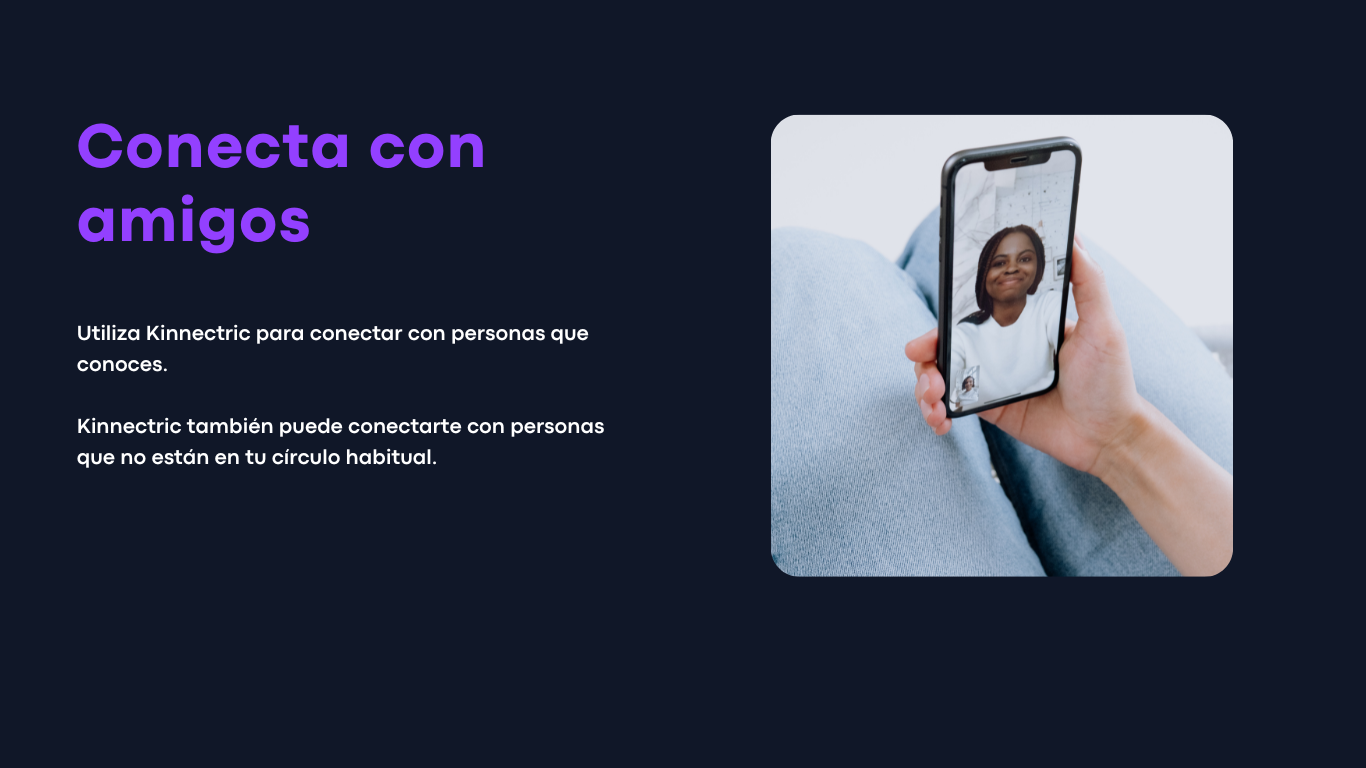 Conecta con
amigos
Utiliza Kinnectric para conectar con personas que
conoces.
Kinnectric también puede conectarte con personas
que no están en tu círculo habitual.